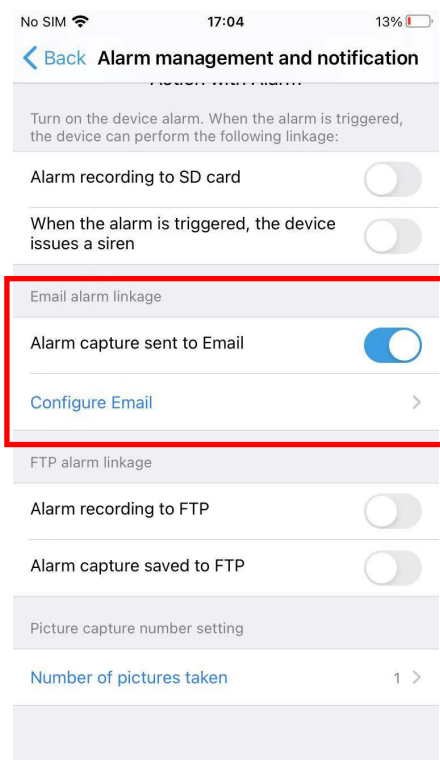 No SIM 17:04 13%
Back Alarm management and notification
Action with Alarm
Turn on the device alarm. When the alarm is triggered,
the device can perform the following linkage:
Alarm recording to SD card
When the alarm is triggered, the device
issues a siren
Email alarm linkage
Alarm capture sent to Email
Configure Email
FTP alarm linkage
Alarm recording to FTP
Alarm capture saved to FTP
Picture capture number setting
Number of pictures taken 1